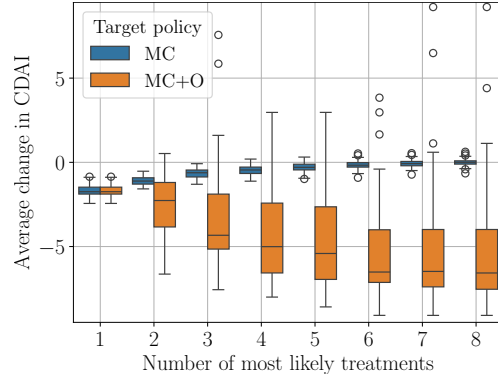 Target policy
MC
MC+O
Average change in CDAI
5
0
−5
1 2 3 4 5 6 7 8
Number of most likely treatments